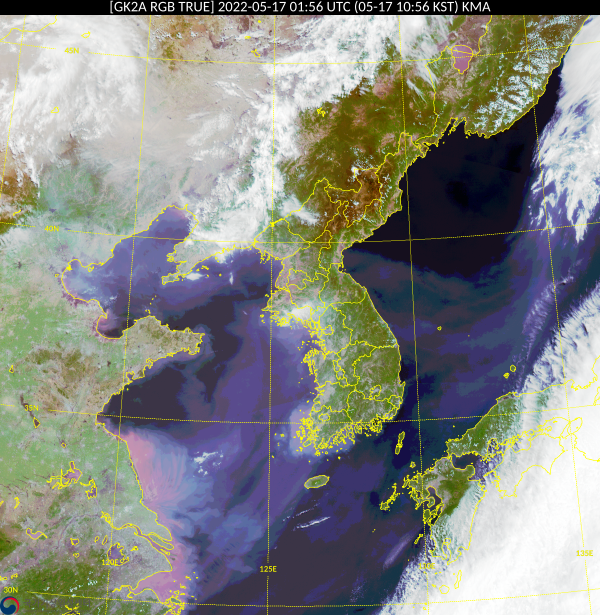 [GK2A RGB TRUE] 2022-05-17 01:56 UTC (05-17 10:56 KST) KMA
40N
35N
120E
125E
135E
30N